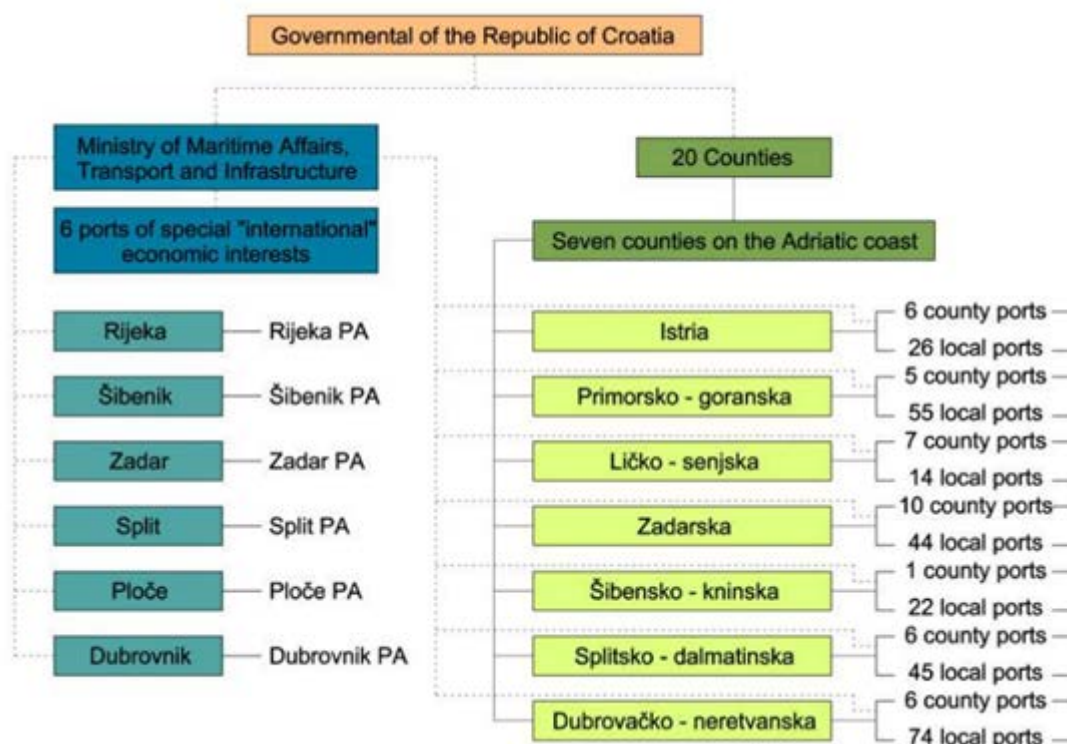 Governmental of the Republic of Croatia
Ministry of Maritime Affairs,
Transport and Infrastructure
6 ports of special "international"
economic interests
Rijeka
Rijeka PA
Šibenik
Šibenik PA
Zadar
Zadar PA
Split
Split PA
Ploče
Ploče PA
Dubrovnik
Dubrovnik PA
20 Counties
Seven counties on the Adriatic coast
Istria
6 county ports
26 local ports
Primorsko - goranska
5 county ports
55 local ports
Ličko - senjska
7 county ports
14 local ports
Zadarska
10 county ports
44 local ports
Šibensko - kninska
1 county ports
22 local ports
Splitsko - dalmatinska
6 county ports
45 local ports
Dubrovačko - neretvanska
6 county ports
74 local ports